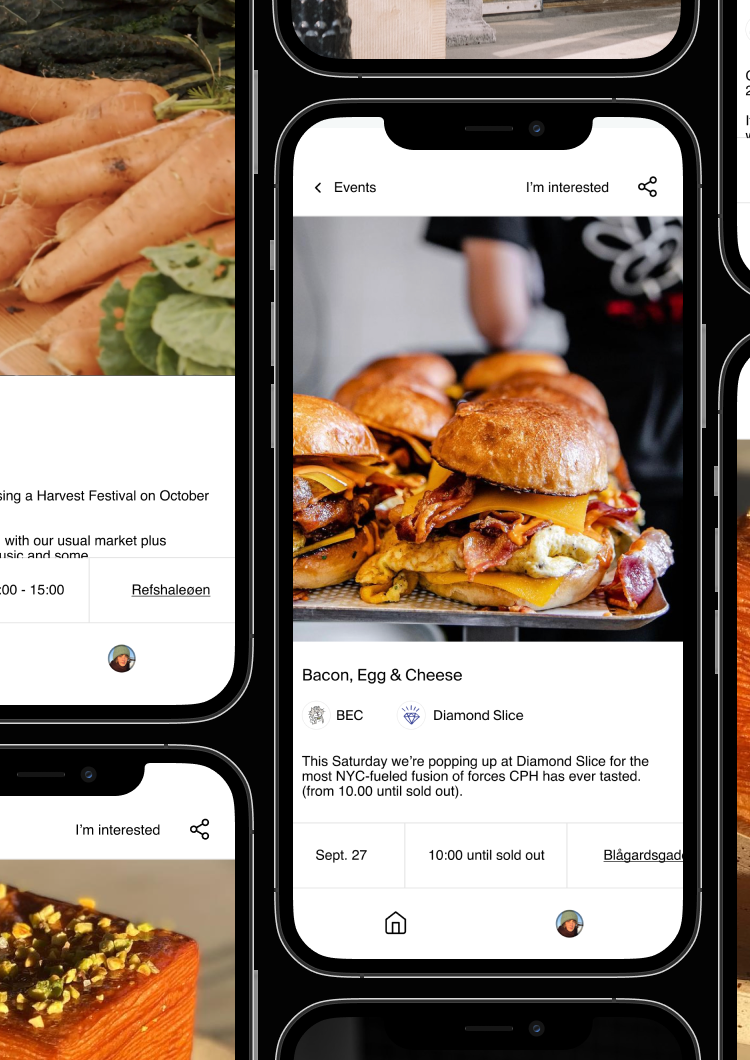 sing a Harvest Festival on October
with our usual market plus
usic and some
:00 - 15:00
Refshaleøen
I'm interested
Events
I'm interested
Bacon, Egg & Cheese
BEC
Diamond Slice
This Saturday we're popping up at Diamond Slice for the
most NYC-fueled fusion of forces CPH has ever tasted.
(from 10.00 until sold out).
Sept. 27
10:00 until sold out
Blågardsgade